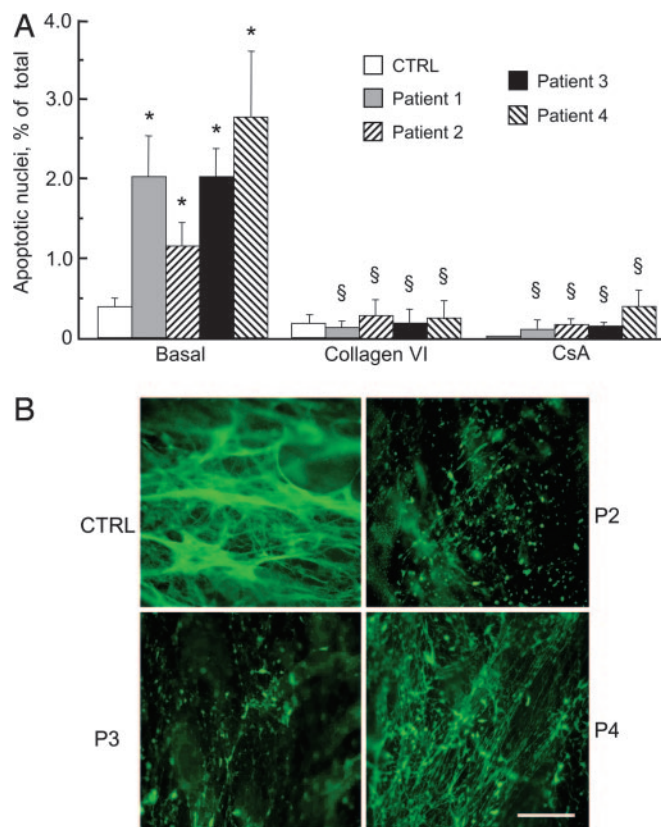 A
4.0
3.0
2.0
1.0
0
Apoptotic nuclei, % of total
CTRL
Patient 1
Patient 2
Patient 3
Patient 4
* * * *
§ § § §
§ § § §
Basal Collagen VI CsA
B
CTRL
P2
P3
P4